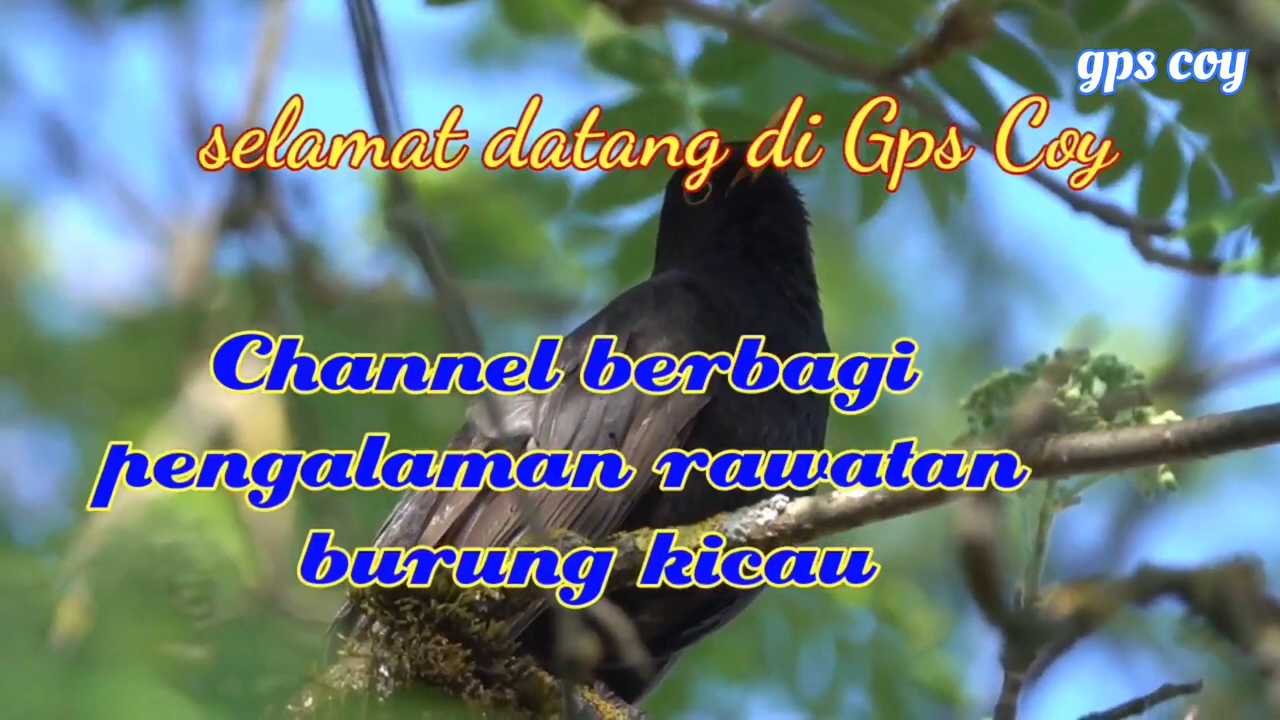 gps coy
selamat datang di Gps Coy
Channel berbagi
pengalaman rawatan
burung kicau